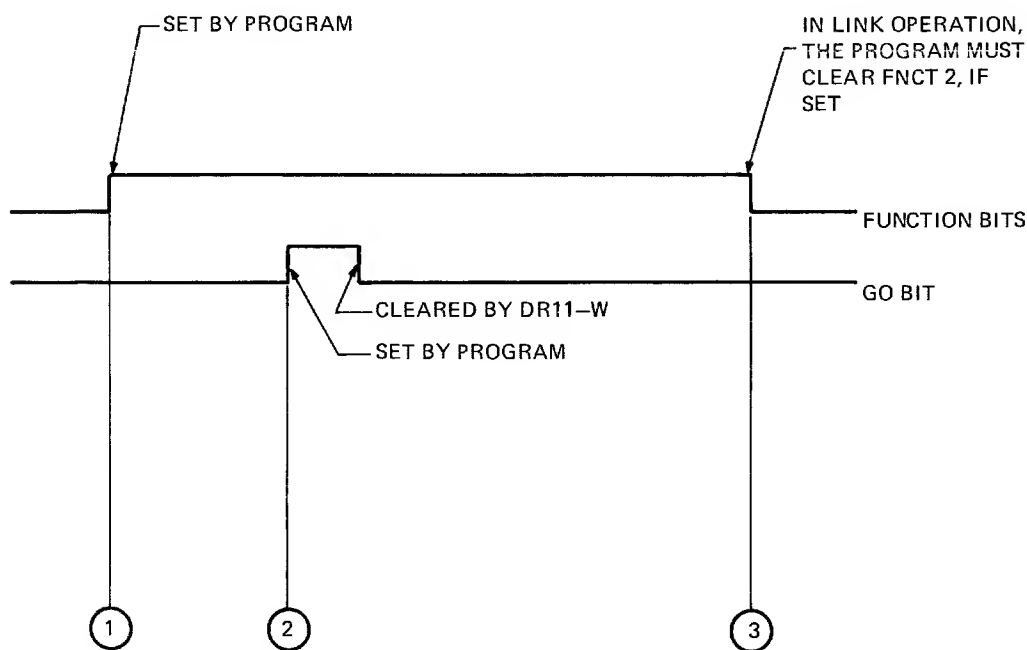 SET BY PROGRAM
IN LINK OPERATION,
THE PROGRAM MUST
CLEAR FNCT 2, IF
SET
FUNCTION BITS
GO BIT
CLEARED BY DR11-W
SET BY PROGRAM
1
2
3